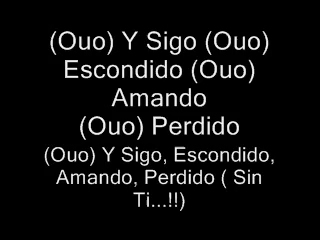 (Ouo) Y Sigo (Ouo)
Escondido (Ouo)
Amando
(Ouo) Perdido
(Ouo) Y Sigo, Escondido,
Amando, Perdido ( Sin
Ti...!!)